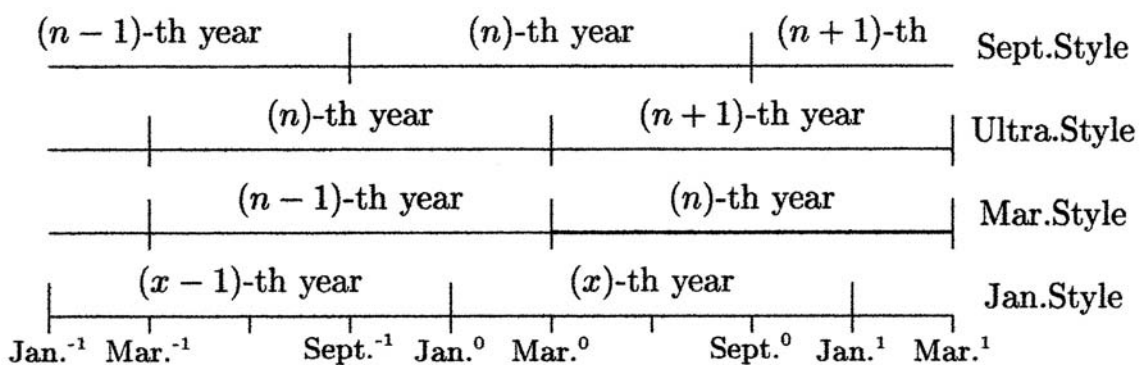 (n − 1)-th year (n)-th year (n + 1)-th Sept.Style
(n)-th year (n + 1)-th year Ultra.Style
(n − 1)-th year (n)-th year Mar.Style
(x − 1)-th year (x)-th year Jan.Style
Jan.⁻¹ Mar.⁻¹ Sept.⁻¹ Jan.⁰ Mar.⁰ Sept.⁰ Jan.¹ Mar.¹